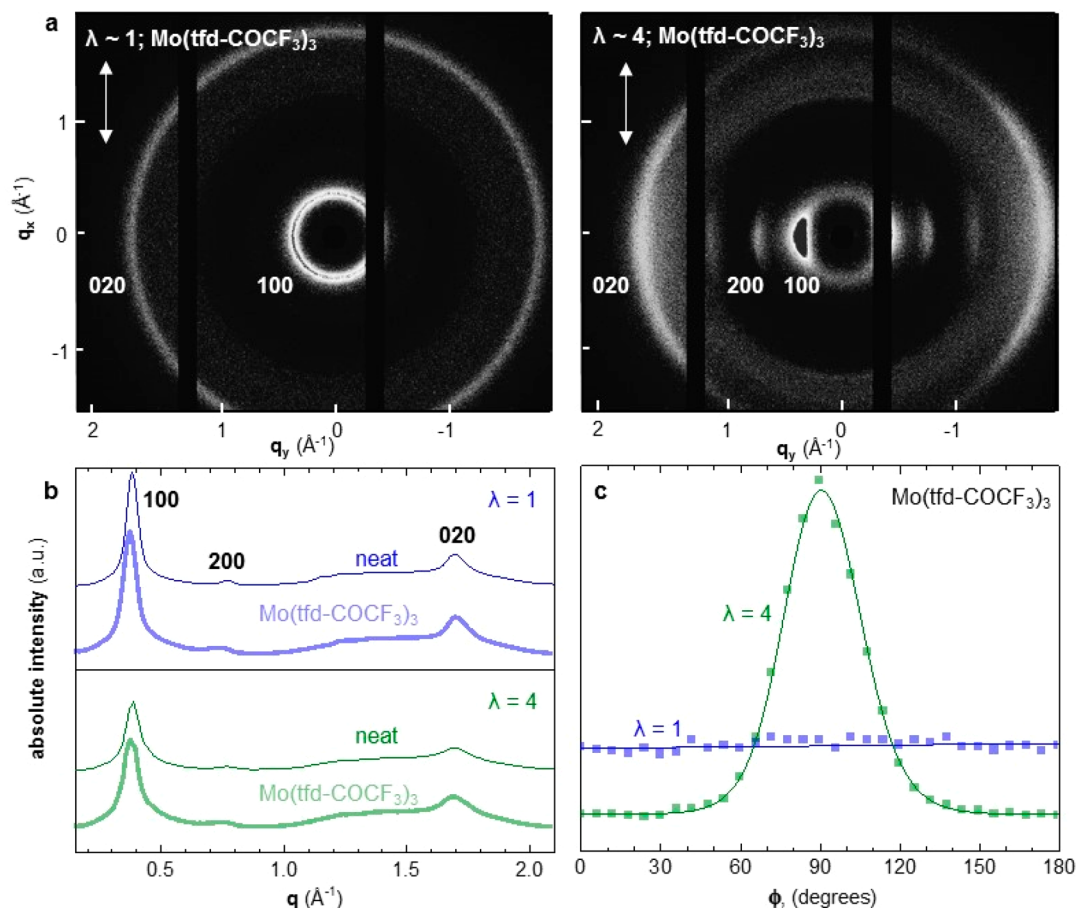 a
λ ~ 1; Mo(tfd-COCF₃)₃
λ ~ 4; Mo(tfd-COCF₃)₃
1
0
-1
qₓ (Å⁻¹)
020
100
020
200
100
2
1
0
-1
2
1
0
-1
q_y (Å⁻¹)
q_y (Å⁻¹)
b
100
λ = 1
200
neat
020
Mo(tfd-COCF₃)₃
λ = 4
neat
Mo(tfd-COCF₃)₃
absolute intensity (a.u.)
0.5
1.0
1.5
2.0
q (Å⁻¹)
c
Mo(tfd-COCF₃)₃
λ = 4
λ = 1
0
30
60
90
120
150
180
ϕ, (degrees)